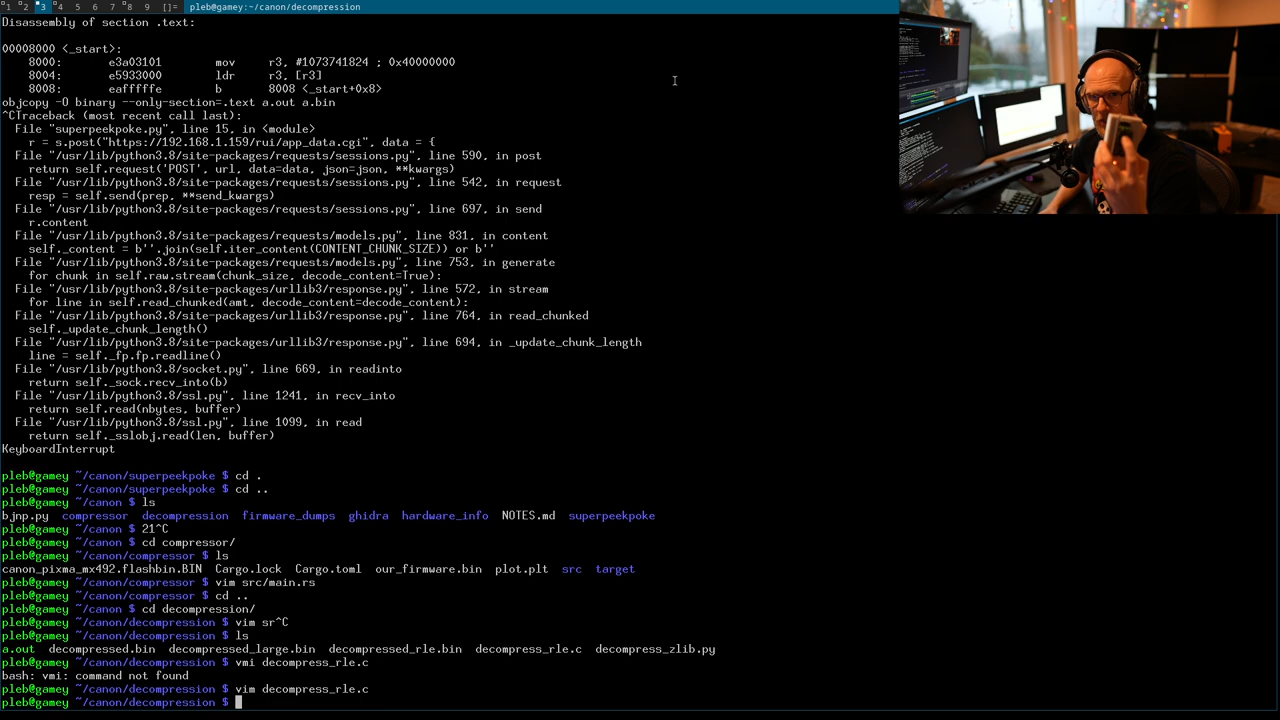 1 2 3 4 5 6 7 8 9 []= pleb@gamey:~/canon/decompression
Disassembly of section .text:
00008000 <_start>:
8000: e3a03101 mov r3, #1073741824 ; 0x40000000
8004: e5933000 ldr r3, [r3]
8008: eafffffe b 8008 <_start+0x8>
objcopy -O binary --only-section=.text a.out a.bin
^CTraceback (most recent call last):
File "superpeekpoke.py", line 15, in <module>
r = s.post("https://192.168.1.159/rui/app_data.cgi", data = {
File "/usr/lib/python3.8/site-packages/requests/sessions.py", line 590, in post
return self.request('POST', url, data=data, json=json, **kwargs)
File "/usr/lib/python3.8/site-packages/requests/sessions.py", line 542, in request
resp = self.send(prep, **send_kwargs)
File "/usr/lib/python3.8/site-packages/requests/sessions.py", line 697, in send
r.content
File "/usr/lib/python3.8/site-packages/requests/models.py", line 831, in content
self._content = b''.join(self.iter_content(CONTENT_CHUNK_SIZE)) or b''
File "/usr/lib/python3.8/site-packages/requests/models.py", line 753, in generate
for chunk in self.raw.stream(chunk_size, decode_content=True):
File "/usr/lib/python3.8/site-packages/urllib3/response.py", line 572, in stream
for line in self.read_chunked(amt, decode_content=decode_content):
File "/usr/lib/python3.8/site-packages/urllib3/response.py", line 764, in read_chunked
self._update_chunk_length()
File "/usr/lib/python3.8/site-packages/urllib3/response.py", line 694, in _update_chunk_length
line = self._fp.fp.readline()
File "/usr/lib/python3.8/socket.py", line 669, in readinto
return self._sock.recv_into(b)
File "/usr/lib/python3.8/ssl.py", line 1241, in recv_into
return self.read(nbytes, buffer)
File "/usr/lib/python3.8/ssl.py", line 1099, in read
return self._sslobj.read(len, buffer)
KeyboardInterrupt
pleb@gamey ~/canon/superpeekpoke $ cd .
pleb@gamey ~/canon/superpeekpoke $ cd ..
pleb@gamey ~/canon $ ls
bjnp.py compressor decompression firmware_dumps ghidra hardware_info NOTES.md superpeekpoke
pleb@gamey ~/canon $ 21^C
pleb@gamey ~/canon $ cd compressor/
pleb@gamey ~/canon/compressor $ ls
canon_pixma_mx492.flashbin.BIN Cargo.lock Cargo.toml our_firmware.bin plot.plt src target
pleb@gamey ~/canon/compressor $ vim src/main.rs
pleb@gamey ~/canon/compressor $ cd ..
pleb@gamey ~/canon $ cd decompression/
pleb@gamey ~/canon/decompression $ vim sr^C
pleb@gamey ~/canon/decompression $ ls
a.out decompressed.bin decompressed_large.bin decompressed_rle.bin decompress_rle.c decompress_zlib.py
pleb@gamey ~/canon/decompression $ vmi decompress_rle.c
bash: vmi: command not found
pleb@gamey ~/canon/decompression $ vim decompress_rle.c
pleb@gamey ~/canon/decompression $